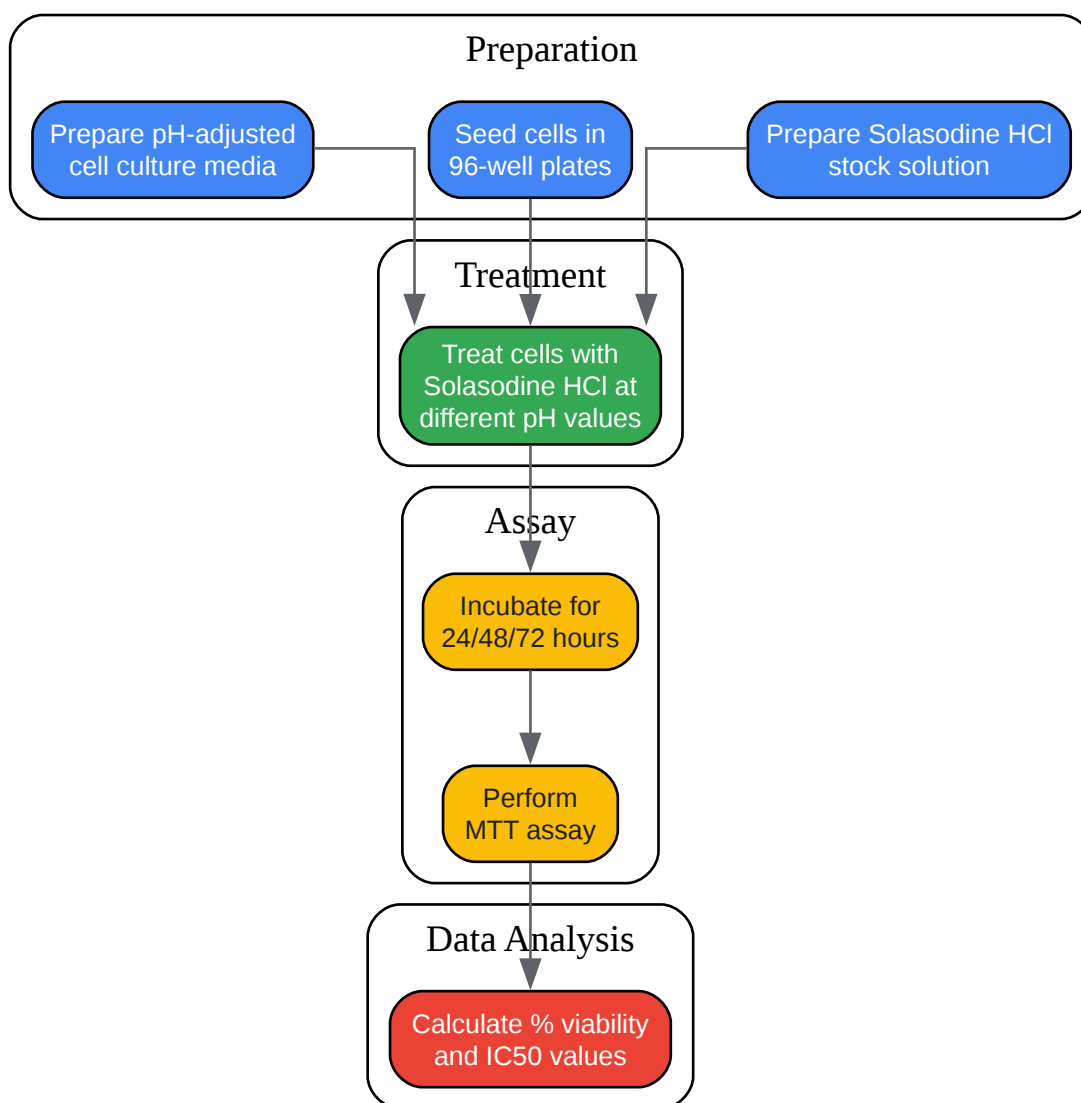 Preparation
Prepare pH-adjusted
cell culture media
Seed cells in
96-well plates
Prepare Solasodine HCl
stock solution
Treatment
Treat cells with
Solasodine HCl at
different pH values
Assay
Incubate for
24/48/72 hours
Perform
MTT assay
Data Analysis
Calculate % viability
and IC50 values